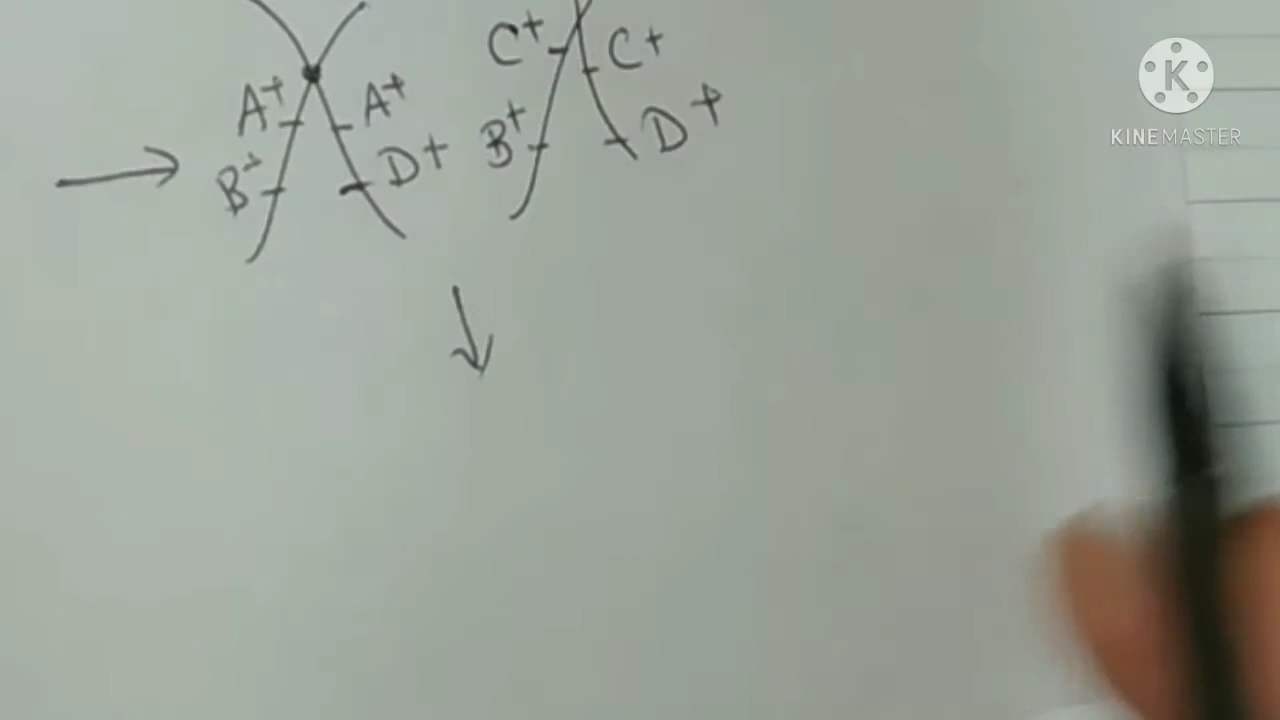 C+ C+
A+ A+
B+ D+
B+ D+
K
KINEMASTER